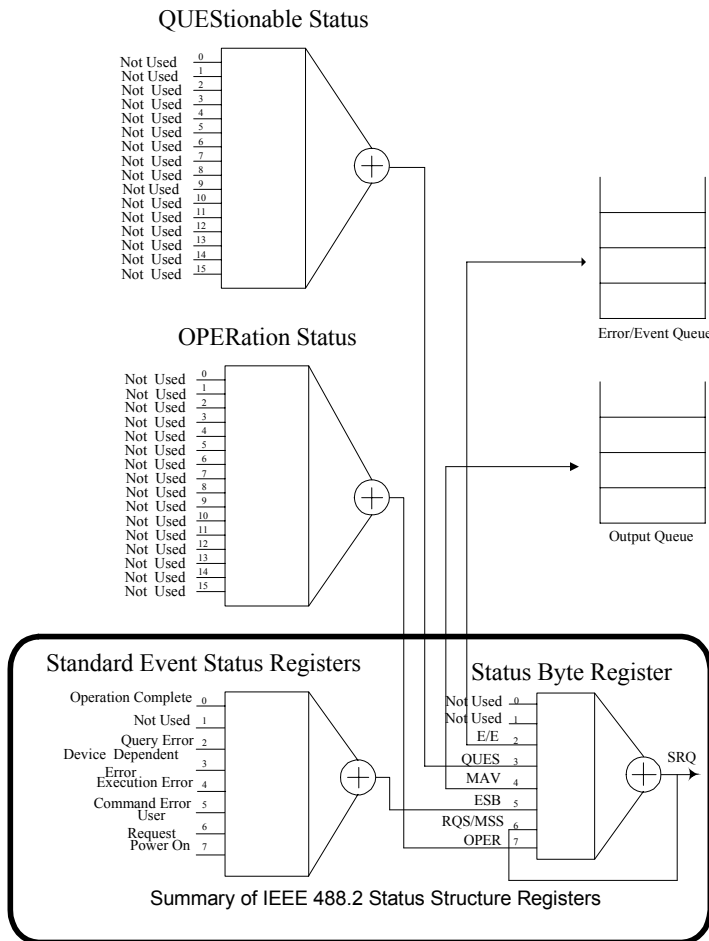 QUEStionable Status
Not Used 0
Not Used 1
Not Used 2
Not Used 3
Not Used 4
Not Used 5
Not Used 6
Not Used 7
Not Used 8
Not Used 9
Not Used 10
Not Used 11
Not Used 12
Not Used 13
Not Used 14
Not Used 15
Error/Event Queue
OPERation Status
Not Used 0
Not Used 1
Not Used 2
Not Used 3
Not Used 4
Not Used 5
Not Used 6
Not Used 7
Not Used 8
Not Used 9
Not Used 10
Not Used 11
Not Used 12
Not Used 13
Not Used 14
Not Used 15
Output Queue
Standard Event Status Registers
Operation Complete 0
Not Used 1
Query Error 2
Device Dependent
Error 3
Execution Error 4
Command Error 5
User
Request 6
Power On 7
Status Byte Register
Not Used 0
Not Used 1
E/E 2
QUES 3
MAV 4
ESB 5
RQS/MSS 6
OPER 7
SRQ
Summary of IEEE 488.2 Status Structure Registers